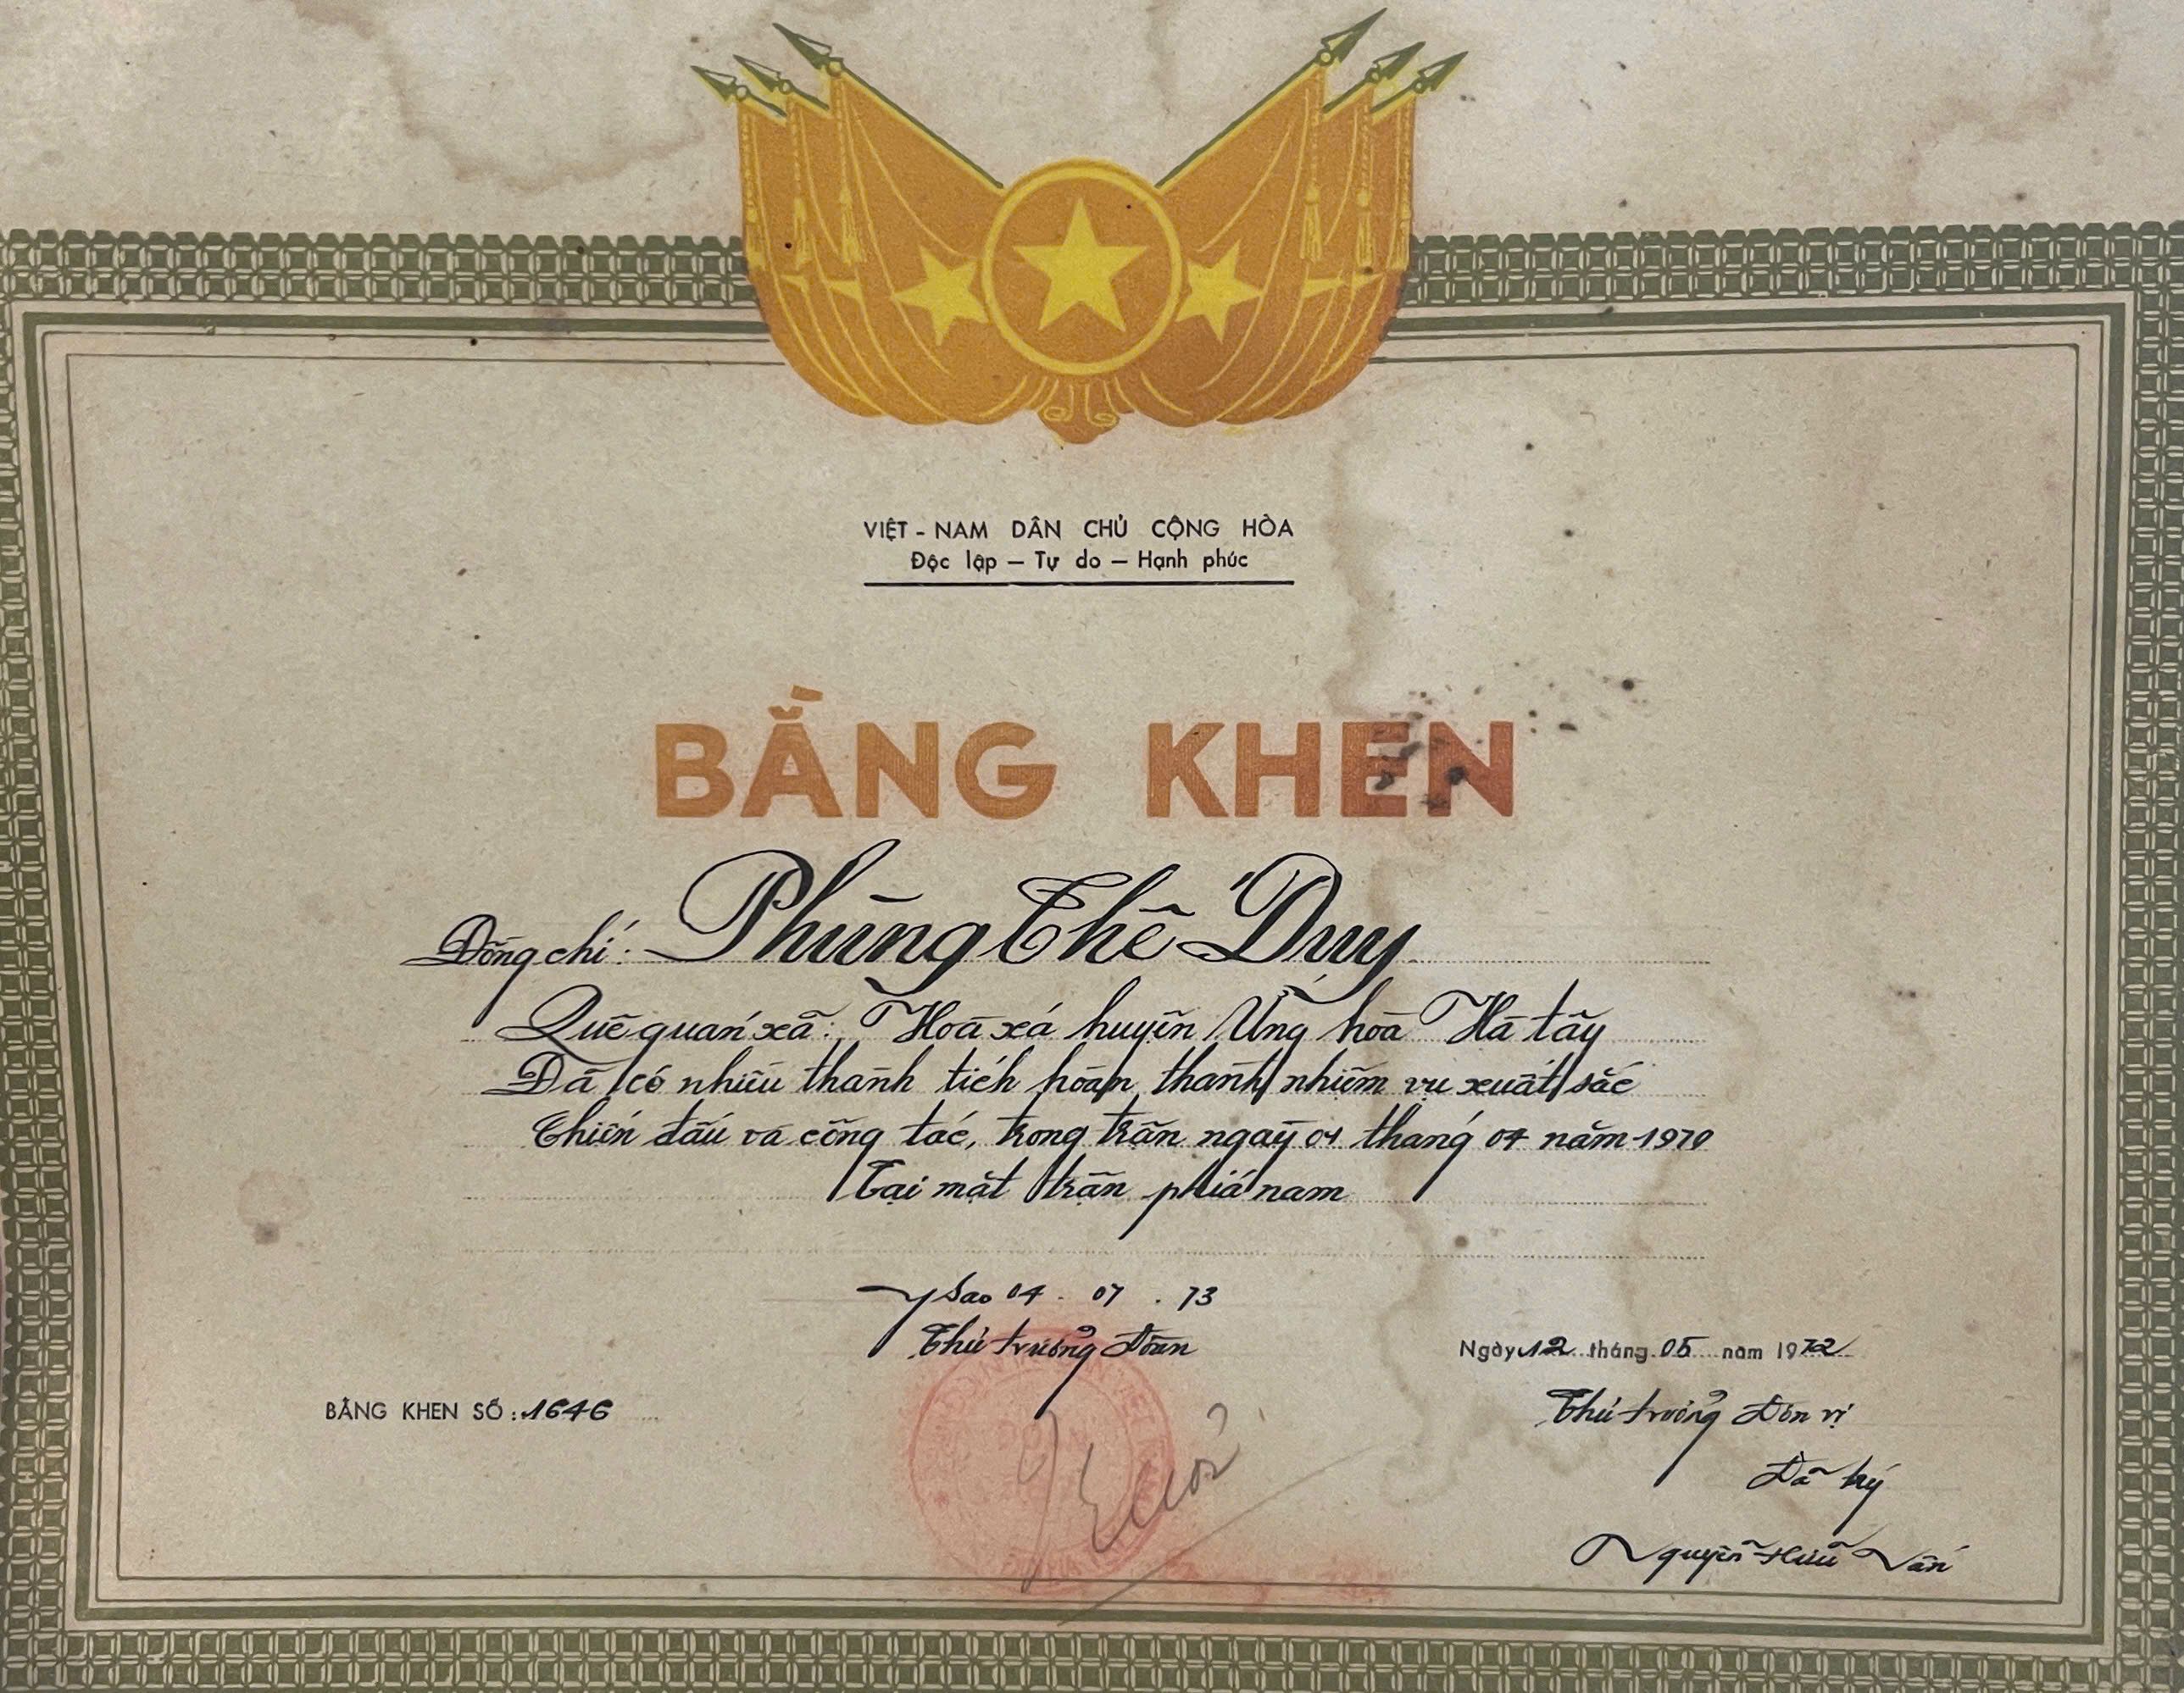 VIỆT - NAM DÂN CHỦ CỘNG HÒA
Độc lập — Tự do — Hạnh phúc
BẰNG KHEN
Đồng chí: Phùng Thế Duy
Quê quán xã: Hoà xá huyện Ứng hoà Hà tây
Đã có nhiều thành tích hoàn thành nhiệm vụ xuất sắc
Chiến đấu và công tác, trong trận ngày 01 tháng 04 năm 1970
Tại mặt trận phía nam
Sao 04 . 07 . 73
Thủ trưởng Đoàn
Ngày 12 tháng 05 năm 1972
BẰNG KHEN SỐ: 1646
Thủ trưởng Đơn vị
Đã ký
Nguyễn Hữu Vấn